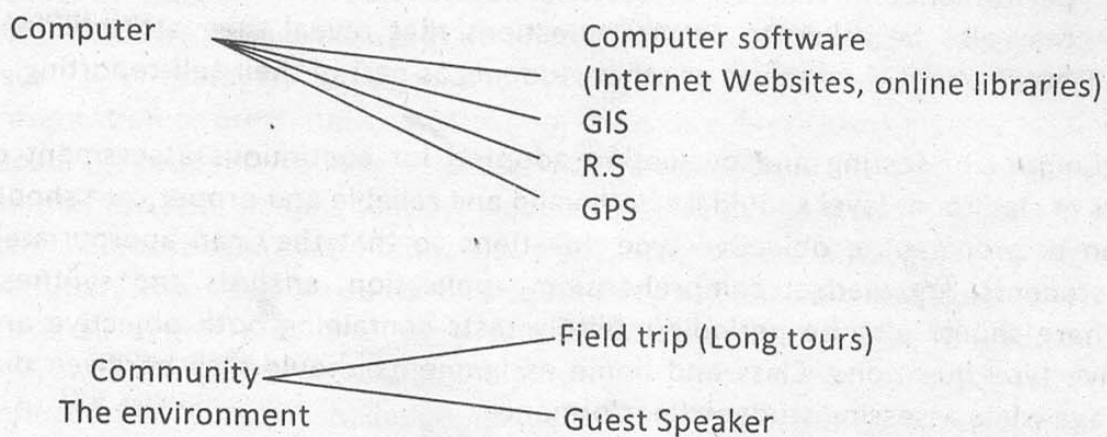 Computer Computer software
(Internet Websites, online libraries)
GIS
R.S
GPS
Field trip (Long tours)
Community
The environment Guest Speaker